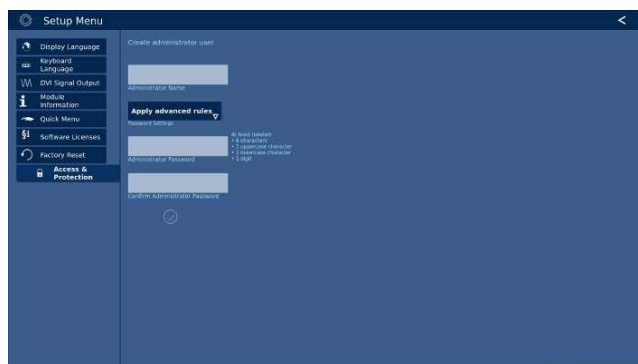 Setup Menu
<
Display Language
Keyboard
Language
DVI Signal Output
Module
Information
Quick Menu
§! Software Licenses
Factory Reset
Access &
Protection
Create administrator user
Administrator Name
Apply advanced rules
Password Settings
At least needed:
• 8 characters
• 1 uppercase character
• 1 lowercase character
• 1 digit
Administrator Password
Confirm Administrator Password